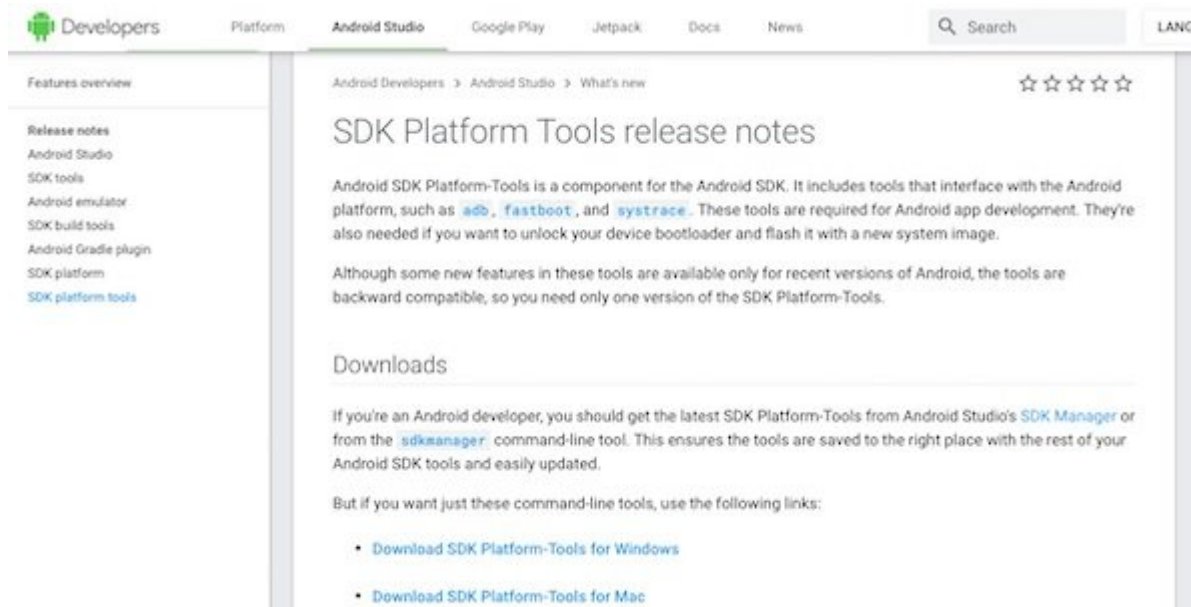 Developers
Platform
Android Studio
Google Play
Jetpack
Docs
News
Search
LANG
Features overview
Release notes
Android Studio
SDK tools
Android emulator
SDK build tools
Android Gradle plugin
SDK platform
SDK platform tools
Android Developers > Android Studio > What's new
SDK Platform Tools release notes
Android SDK Platform-Tools is a component for the Android SDK. It includes tools that interface with the Android
platform, such as adb, fastboot, and systrace. These tools are required for Android app development. They're
also needed if you want to unlock your device bootloader and flash it with a new system image.
Although some new features in these tools are available only for recent versions of Android, the tools are
backward compatible, so you need only one version of the SDK Platform-Tools.
Downloads
If you're an Android developer, you should get the latest SDK Platform-Tools from Android Studio's SDK Manager or
from the sdkmanager command-line tool. This ensures the tools are saved to the right place with the rest of your
Android SDK tools and easily updated.
But if you want just these command-line tools, use the following links:
• Download SDK Platform-Tools for Windows
• Download SDK Platform-Tools for Mac